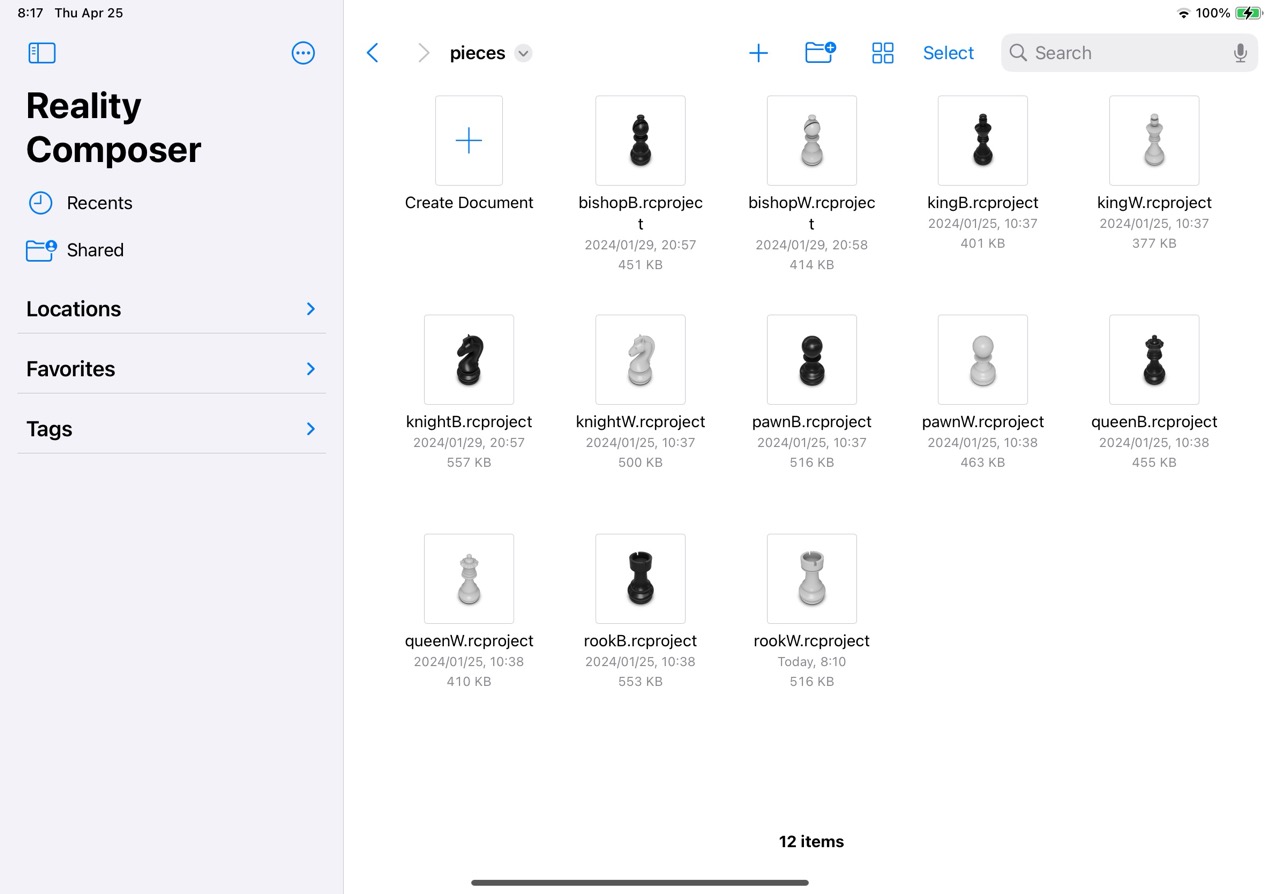 8:17 Thu Apr 25
100%
Reality
Composer
Recents
Shared
Locations
Favorites
Tags
pieces
Select
Search
Create Document
bishopB.rcprojec
t
2024/01/29, 20:57
451 KB
bishopW.rcprojec
t
2024/01/29, 20:58
414 KB
kingB.rcproject
2024/01/25, 10:37
401 KB
kingW.rcproject
2024/01/25, 10:37
377 KB
knightB.rcproject
2024/01/29, 20:57
557 KB
knightW.rcproject
2024/01/25, 10:37
500 KB
pawnB.rcproject
2024/01/25, 10:37
516 KB
pawnW.rcproject
2024/01/25, 10:38
463 KB
queenB.rcproject
2024/01/25, 10:38
455 KB
queenW.rcproject
2024/01/25, 10:38
410 KB
rookB.rcproject
2024/01/25, 10:38
553 KB
rookW.rcproject
Today, 8:10
516 KB
12 items